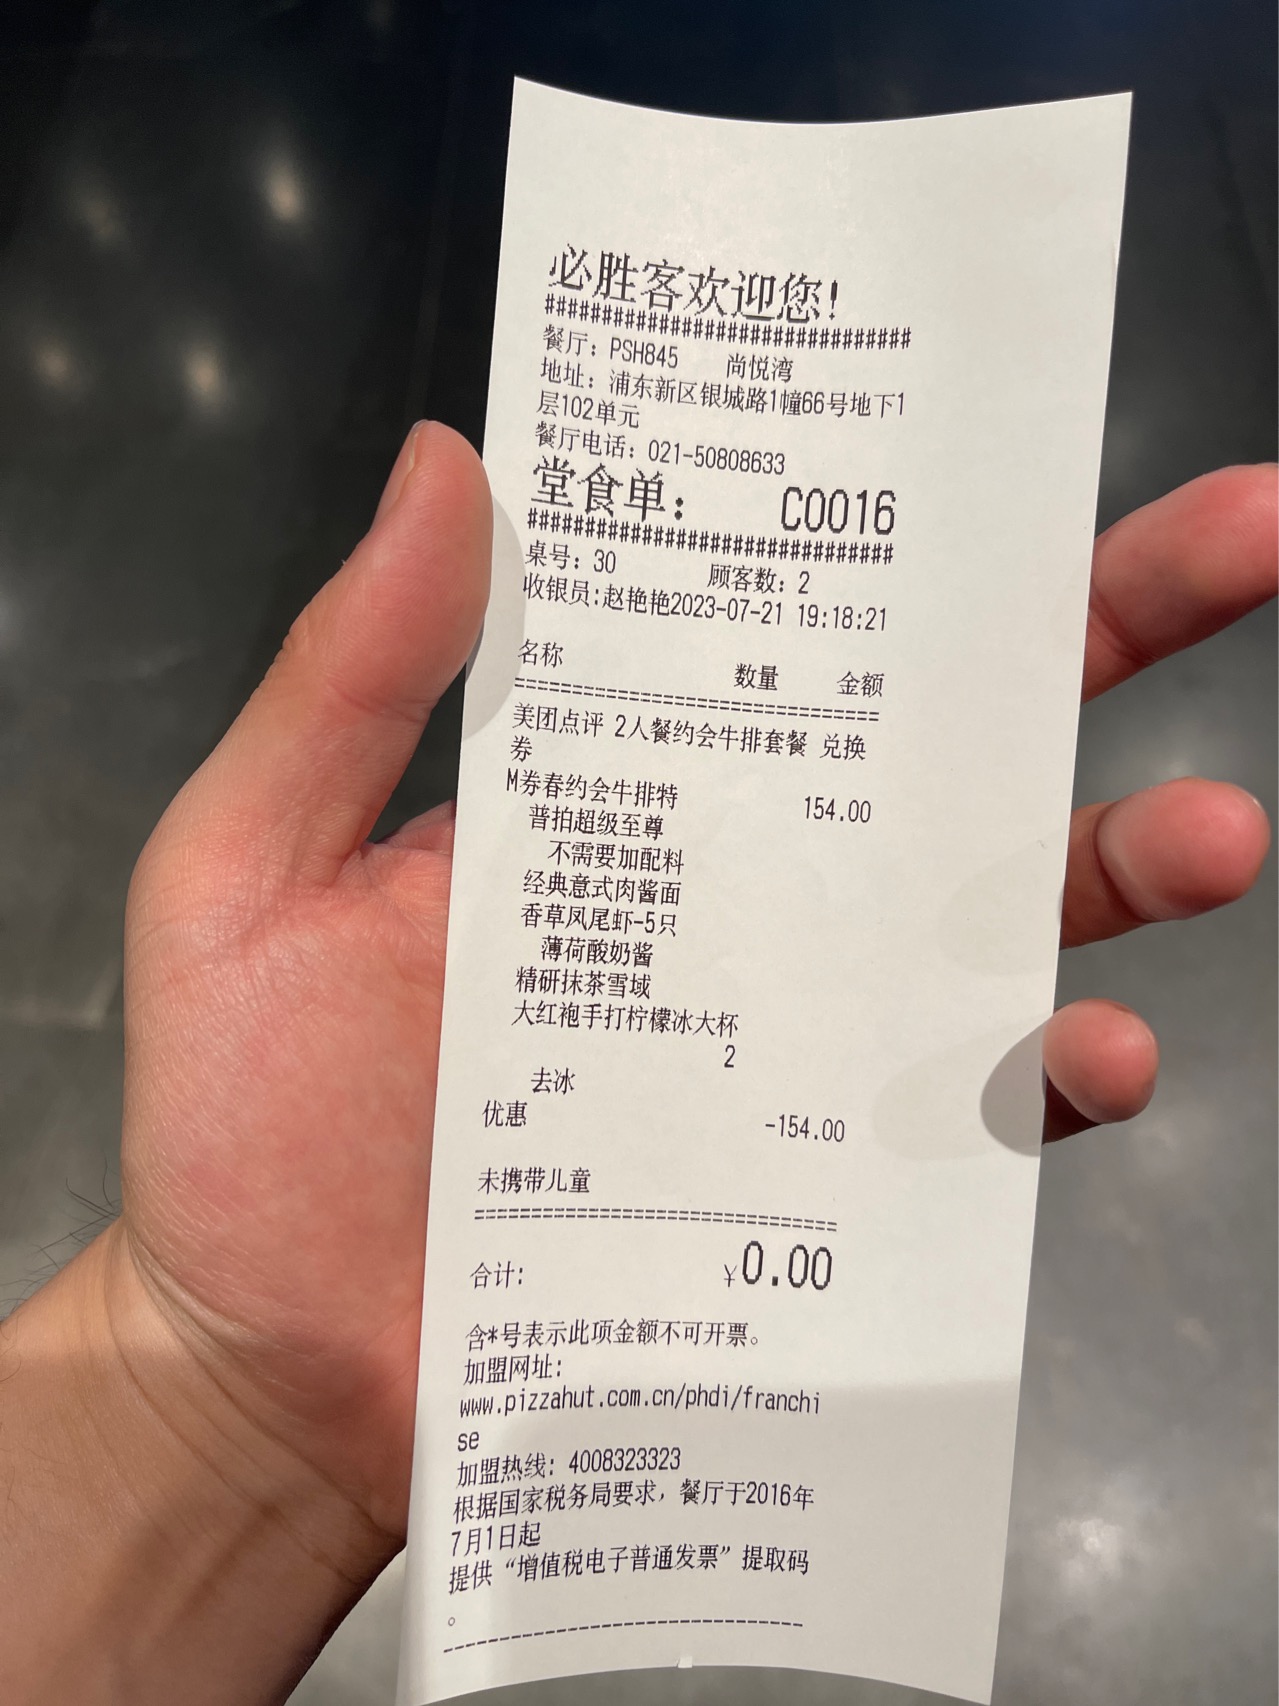 必胜客欢迎您!
################################
餐厅: PSH845 尚悦湾
地址: 浦东新区银城路1幢66号地下1
层102单元
餐厅电话: 021-50808633
堂食单: C0016
################################
桌号: 30 顾客数: 2
收银员:赵艳艳2023-07-21 19:18:21
名称 数量 金额
================================
美团点评 2人餐约会牛排套餐 兑换
券
M券春约会牛排特 154.00
普拍超级至尊
不需要加配料
经典意式肉酱面
香草凤尾虾-5只
薄荷酸奶酱
精研抹茶雪域
大红袍手打柠檬冰大杯
2
去冰
优惠 -154.00
未携带儿童
================================
合计: ¥0.00
含*号表示此项金额不可开票。
加盟网址:
www.pizzahut.com.cn/phdi/franchi
se
加盟热线: 4008323323
根据国家税务局要求，餐厅于2016年
7月1日起
提供“增值税电子普通发票”提取码
。
--------------------------------